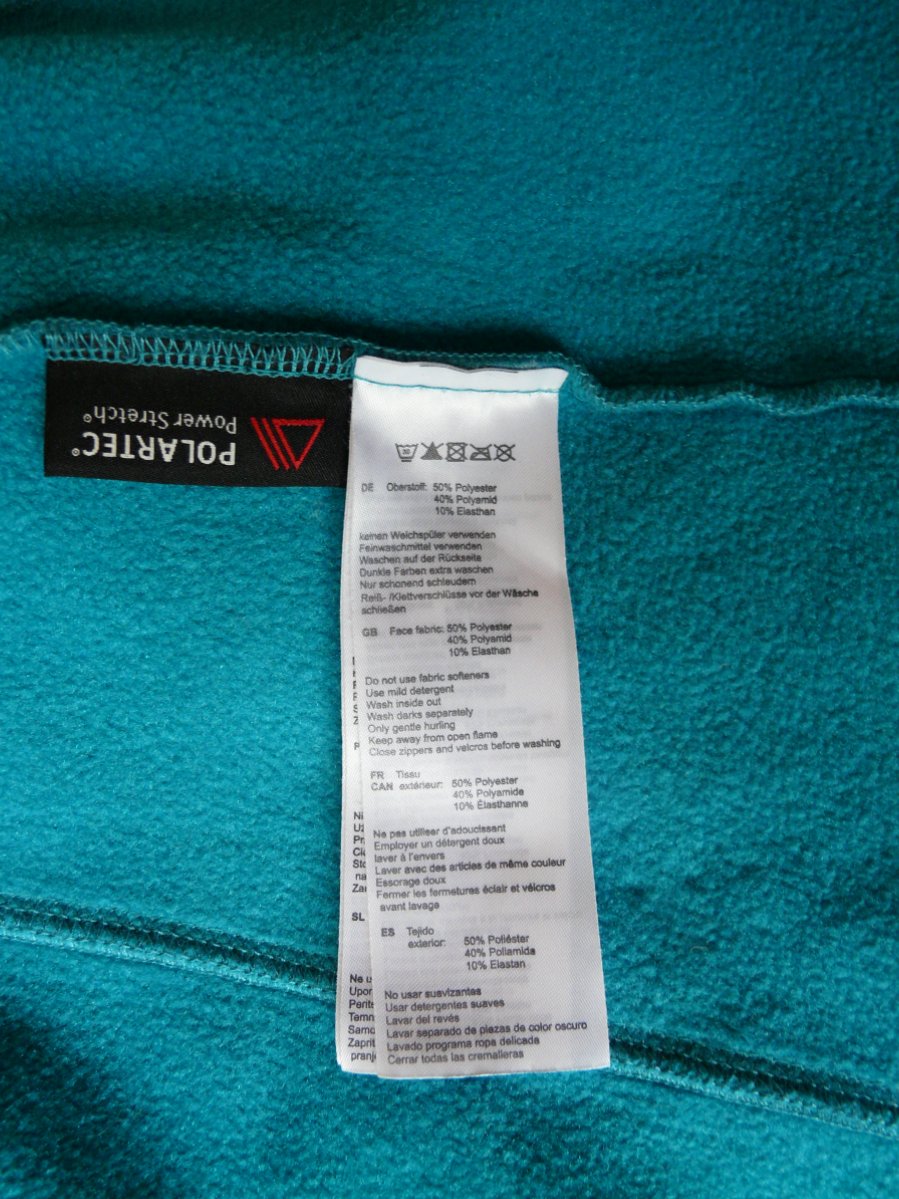 POLARTEC®
Power Stretch®
30
DE Oberstoff: 50% Polyester
40% Polyamid
10% Elasthan
keinen Weichspüler verwenden
Feinwaschmittel verwenden
Waschen auf der Rückseite
Dunkle Farben extra waschen
Nur schonend schleudern
Reiß- /Klettverschlüsse vor der Wäsche
schließen
GB Face fabric: 50% Polyester
40% Polyamid
10% Elasthan
Do not use fabric softeners
Use mild detergent
Wash inside out
Wash darks separately
Only gentle hurling
Keep away from open flame
Close zippers and velcros before washing
FR Tissu
CAN extérieur: 50% Polyester
40% Polyamide
10% Élasthanne
Ne pas utiliser d'adoucissant
Employer un détergent doux
laver à l'envers
Laver avec des articles de même couleur
Essorage doux
Fermer les fermetures éclair et velcros
avant lavage
ES Tejido
exterior: 50% Poliéster
40% Poliamida
10% Elastan
No usar suavizantes
Usar detergentes suaves
Lavar del revés
Lavar separado de piezas de color oscuro
Lavado programa ropa delicada
Cerrar todas las cremalleras
SL